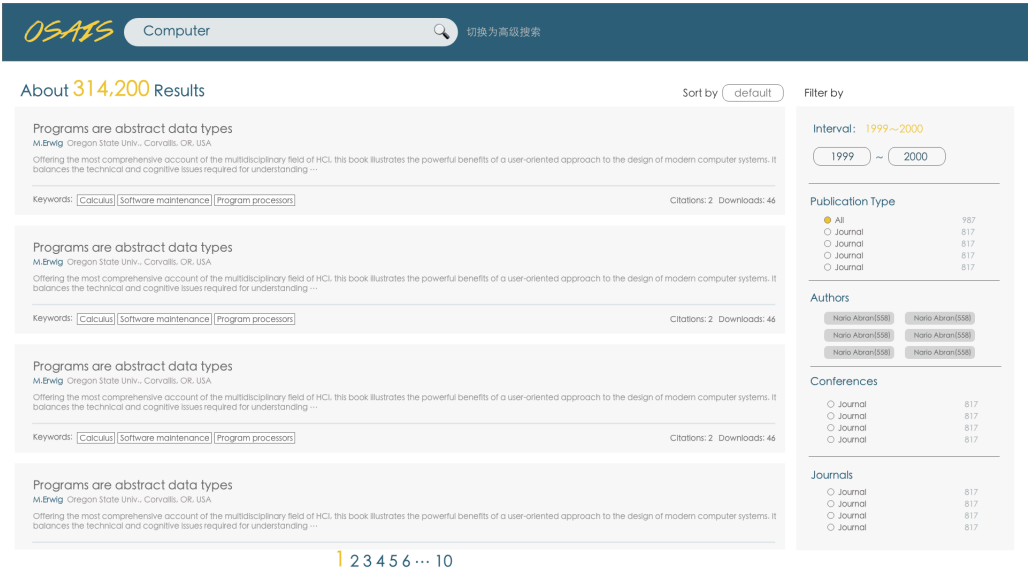 OSAIS Computer 切换为高级搜索
About 314,200 Results
Sort by default
Programs are abstract data types
M.Erwig Oregon State Univ., Corvallis, OR, USA
Offering the most comprehensive account of the multidisciplinary field of HCI, this book illustrates the powerful benefits of a user-oriented approach to the design of modern computer systems. It
balances the technical and cognitive issues required for understanding ···
Keywords: Calculus Software maintenance Program processors Citations: 2 Downloads: 46
Programs are abstract data types
M.Erwig Oregon State Univ., Corvallis, OR, USA
Offering the most comprehensive account of the multidisciplinary field of HCI, this book illustrates the powerful benefits of a user-oriented approach to the design of modern computer systems. It
balances the technical and cognitive issues required for understanding ···
Keywords: Calculus Software maintenance Program processors Citations: 2 Downloads: 46
Programs are abstract data types
M.Erwig Oregon State Univ., Corvallis, OR, USA
Offering the most comprehensive account of the multidisciplinary field of HCI, this book illustrates the powerful benefits of a user-oriented approach to the design of modern computer systems. It
balances the technical and cognitive issues required for understanding ···
Keywords: Calculus Software maintenance Program processors Citations: 2 Downloads: 46
Programs are abstract data types
M.Erwig Oregon State Univ., Corvallis, OR, USA
Offering the most comprehensive account of the multidisciplinary field of HCI, this book illustrates the powerful benefits of a user-oriented approach to the design of modern computer systems. It
balances the technical and cognitive issues required for understanding ···
1 2 3 4 5 6 ··· 10
Filter by
Interval: 1999~2000
1999 ~ 2000
Publication Type
All 987
Journal 817
Journal 817
Journal 817
Journal 817
Authors
Nario Abran(558) Nario Abran(558)
Nario Abran(558) Nario Abran(558)
Nario Abran(558) Nario Abran(558)
Conferences
Journal 817
Journal 817
Journal 817
Journal 817
Journals
Journal 817
Journal 817
Journal 817
Journal 817